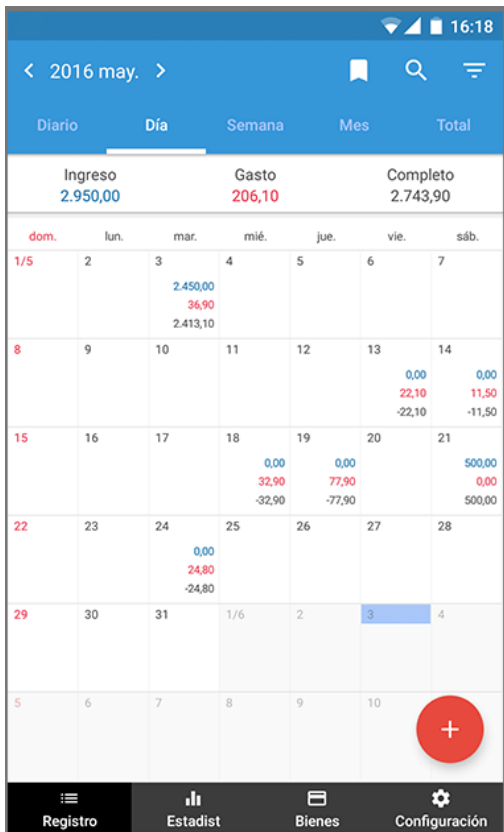 16:18
2016 may.
Diario Día Semana Mes Total
Ingreso Gasto Completo
2.950,00 206,10 2.743,90
dom. lun. mar. mié. jue. vie. sáb.
1/5 2 3 4 5 6 7
2.450,00
36,90
2.413,10
8 9 10 11 12 13 14
0,00 0,00
22,10 11,50
-22,10 -11,50
15 16 17 18 19 20 21
0,00 0,00 500,00
32,90 77,90 0,00
-32,90 -77,90 500,00
22 23 24 25 26 27 28
0,00
24,80
-24,80
29 30 31 1/6 2 3 4
5 6 7 8 9 10
+
Registro Estadist Bienes Configuración